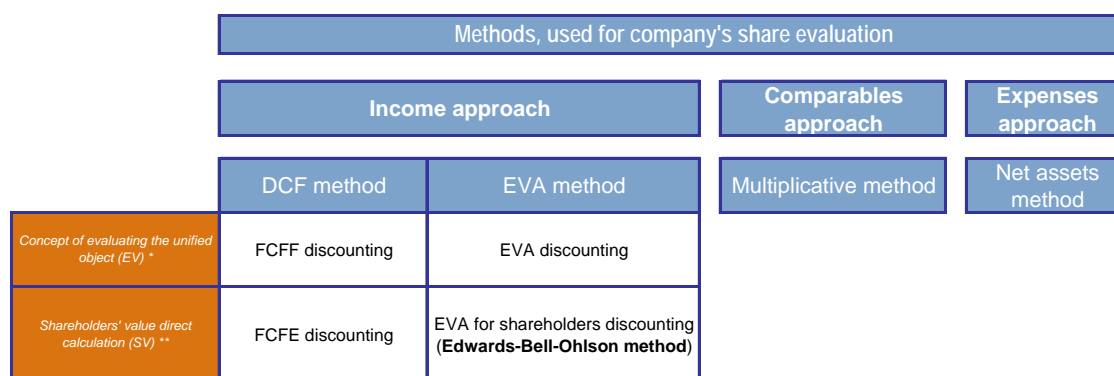 Methods, used for company's share evaluation
Income approach
Comparables
approach
Expenses
approach
DCF method
EVA method
Multiplicative method
Net assets
method
Concept of evaluating the unified
object (EV) *
FCFF discounting
EVA discounting
Shareholders' value direct
calculation (SV) **
FCFE discounting
EVA for shareholders discounting
(Edwards-Bell-Ohlson method)